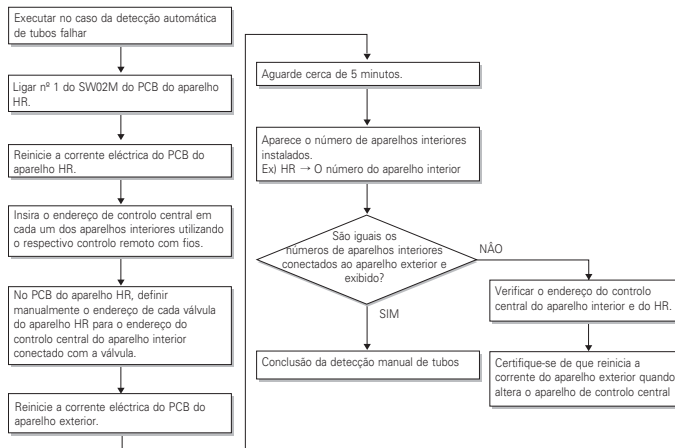 Executar no caso da detecção automática
de tubos falhar
Ligar nº 1 do SW02M do PCB do aparelho
HR.
Reinicie a corrente eléctrica do PCB do
aparelho HR.
Insira o endereço de controlo central em
cada um dos aparelhos interiores utilizando
o respectivo controlo remoto com fios.
No PCB do aparelho HR, definir
manualmente o endereço de cada válvula
do aparelho HR para o endereço do
controlo central do aparelho interior
conectado com a válvula.
Reinicie a corrente eléctrica do PCB do
aparelho exterior.
Aguarde cerca de 5 minutos.
Aparece o número de aparelhos interiores
instalados.
Ex) HR → O número do aparelho interior
São iguais os
números de aparelhos interiores
conectados ao aparelho exterior e
exibido?
NÂO
SIM
Conclusão da detecção manual de tubos
Verificar o endereço do controlo
central do aparelho interior e do HR.
Certifique-se de que reinicia a
corrente do aparelho exterior quando
altera o aparelho de controlo central